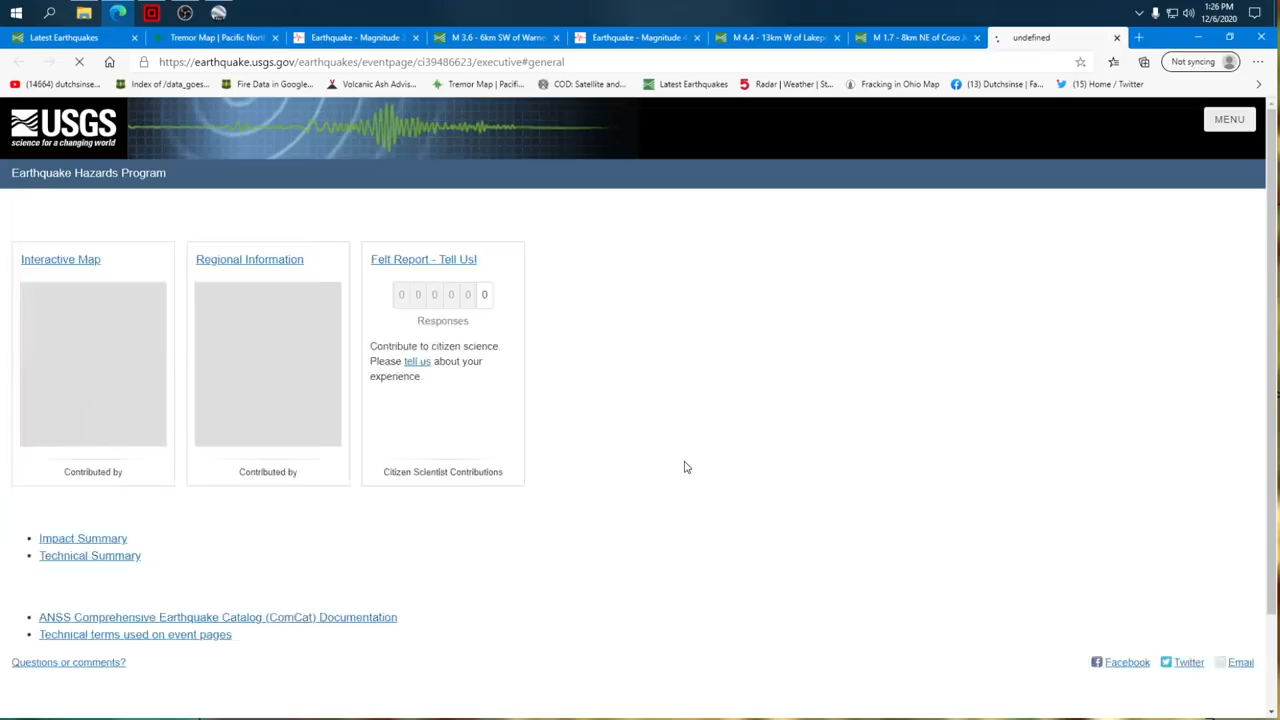 1:26 PM
12/6/2020
Latest Earthquakes
Tremor Map | Pacific Nort
Earthquake - Magnitude
M 3.6 - 6km SW of Warne
Earthquake - Magnitude 4
M 4.4 - 13km W of Lakep
M 1.7 - 8km NE of Coso J
undefined
https://earthquake.usgs.gov/earthquakes/eventpage/ci39486623/executive#general
Not syncing
(14664) dutchsinse...
Index of /data_goes...
Fire Data in Google...
Volcanic Ash Advis...
Tremor Map | Pacifi...
COD: Satellite and...
Latest Earthquakes
Radar | Weather | St...
Fracking in Ohio Map
(13) Dutchsinse | Fa...
(15) Home / Twitter
USGS
science for a changing world
MENU
Earthquake Hazards Program
Interactive Map
Regional Information
Felt Report - Tell Us!
0 0 0 0 0 0
Responses
Contribute to citizen science.
Please tell us about your
experience.
Contributed by
Contributed by
Citizen Scientist Contributions
Impact Summary
Technical Summary
ANSS Comprehensive Earthquake Catalog (ComCat) Documentation
Technical terms used on event pages
Questions or comments?
Facebook
Twitter
Email